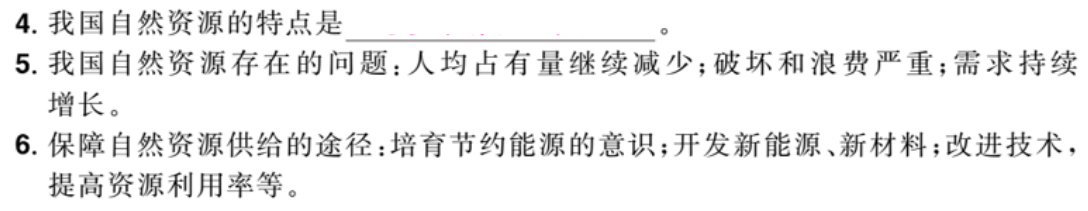 4. 我国自然资源的特点是__________。
5. 我国自然资源存在的问题:人均占有量继续减少;破坏和浪费严重;需求持续
增长。
6. 保障自然资源供给的途径:培育节约能源的意识;开发新能源、新材料;改进技术,
提高资源利用率等。